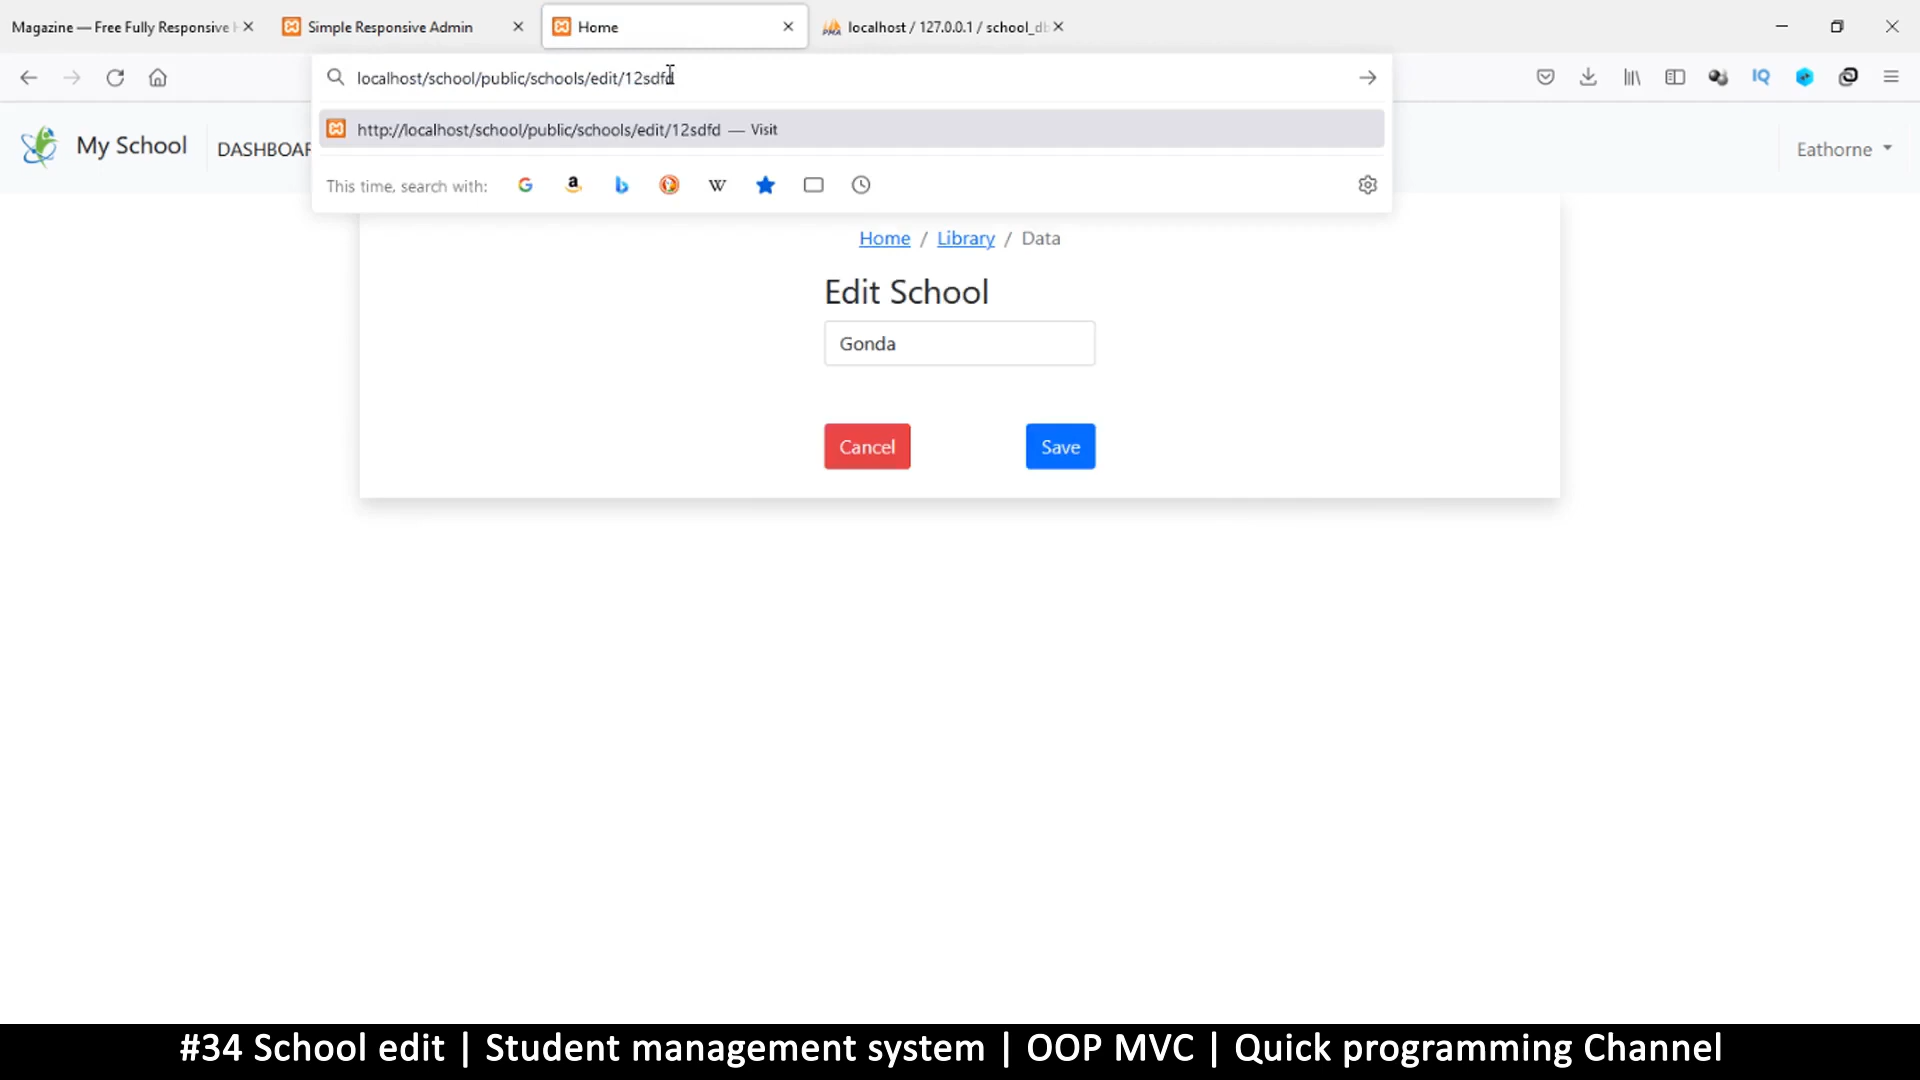 Magazine — Free Fully Responsive H
Simple Responsive Admin
Home
localhost / 127.0.0.1 / school_db
localhost/school/public/schools/edit/12sdfd
http://localhost/school/public/schools/edit/12sdfd — Visit
This time, search with:
My School
DASHBOAR
Eathorne
Home / Library / Data
Edit School
Gonda
Cancel
Save
#34 School edit | Student management system | OOP MVC | Quick programming Channel